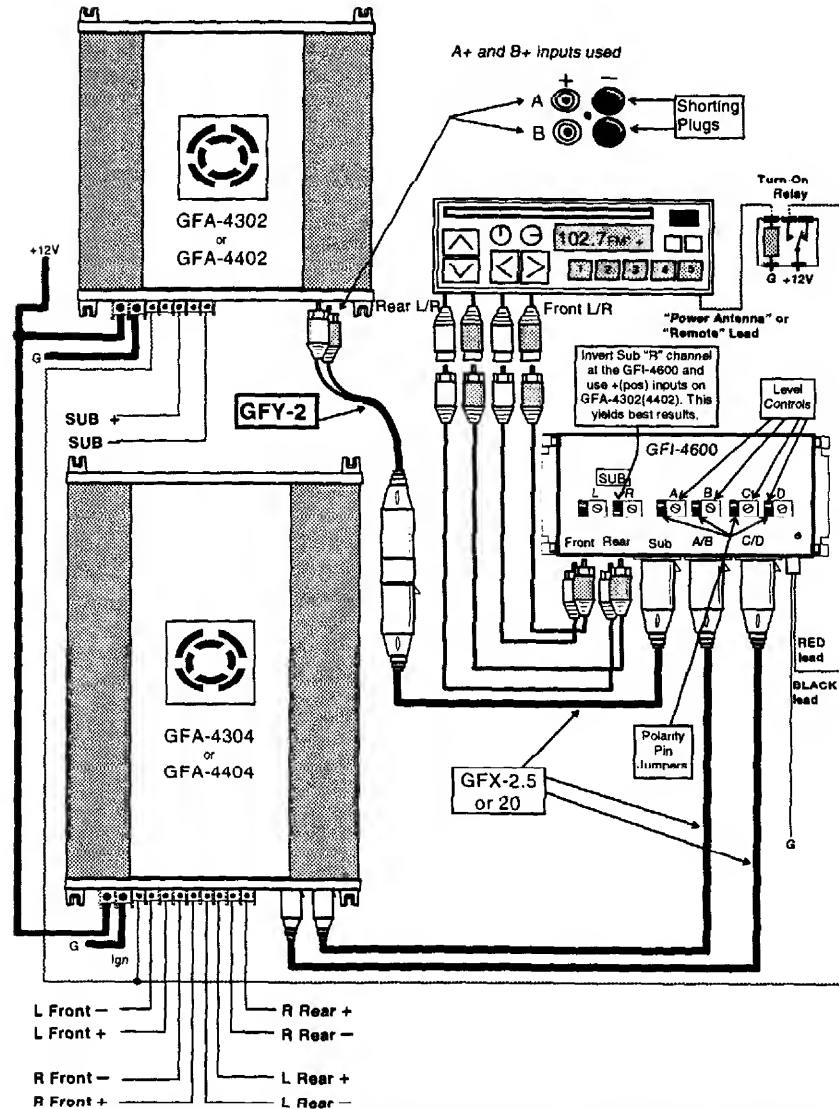 A+ and B+ inputs used
+ −
A
B
Shorting
Plugs
GFA-4302
or
GFA-4402
+12V
G
SUB +
SUB −
GFY-2
Rear L/R
Front L/R
102.7 FM +
1 2 3 4 5
Turn-On
Relay
G +12V
"Power Antenna" or
"Remote" Lead
Invert Sub "R" channel
at the GFI-4600 and
use +(pos) inputs on
GFA-4302(4402). This
yields best results.
Level
Controls
GFI-4600
SUB
L R A B C D
Front Rear Sub A/B C/D
RED
lead
BLACK
lead
Polarity
Pin
Jumpers
G
GFX-2.5
or 20
GFA-4304
or
GFA-4404
G
Ign
L Front − R Rear +
L Front + R Rear −
R Front − L Rear +
R Front + L Rear −